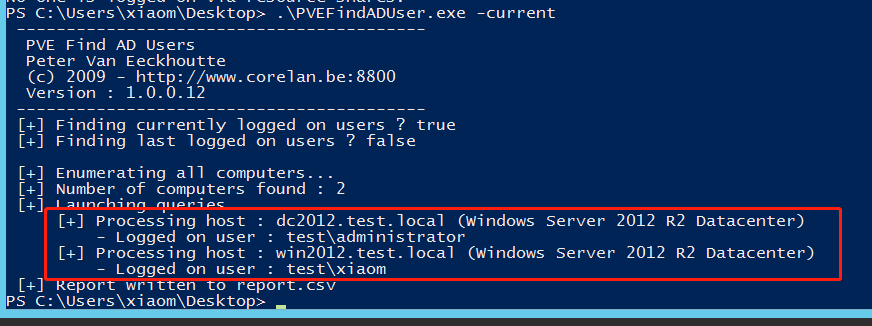 No one is logged on via resource shares.
PS C:\Users\xiaom\Desktop> .\PVEFindADUser.exe -current
-----------------------------------------
PVE Find AD Users
Peter Van Eeckhoutte
(c) 2009 - http://www.corelan.be:8800
Version : 1.0.0.12
-----------------------------------------
[+] Finding currently logged on users ? true
[+] Finding last logged on users ? false
[+] Enumerating all computers...
[+] Number of computers found : 2
[+] Launching queries
[+] Processing host : dc2012.test.local (Windows Server 2012 R2 Datacenter)
- Logged on user : test\administrator
[+] Processing host : win2012.test.local (Windows Server 2012 R2 Datacenter)
- Logged on user : test\xiaom
[+] Report written to report.csv
PS C:\Users\xiaom\Desktop>